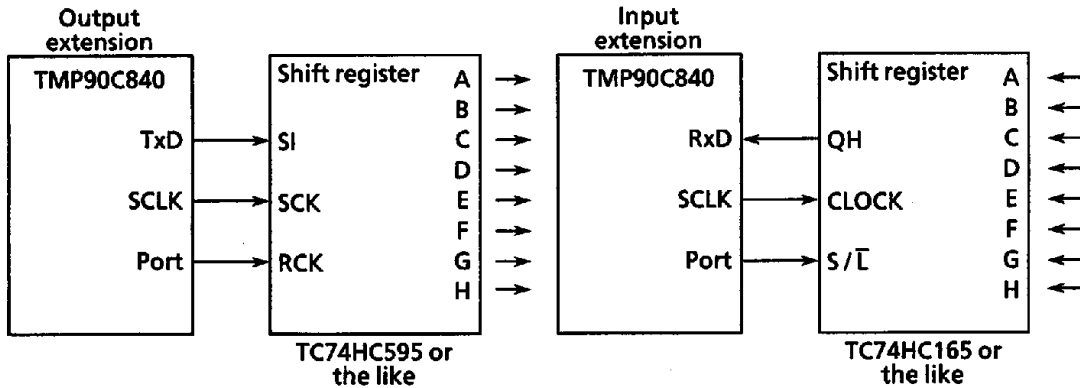 Output
extension
TMP90C840
TxD
SCLK
Port
Shift register
SI
SCK
RCK
A
B
C
D
E
F
G
H
TC74HC595 or
the like
Input
extension
TMP90C840
RxD
SCLK
Port
Shift register
QH
CLOCK
S/L̅
A
B
C
D
E
F
G
H
TC74HC165 or
the like